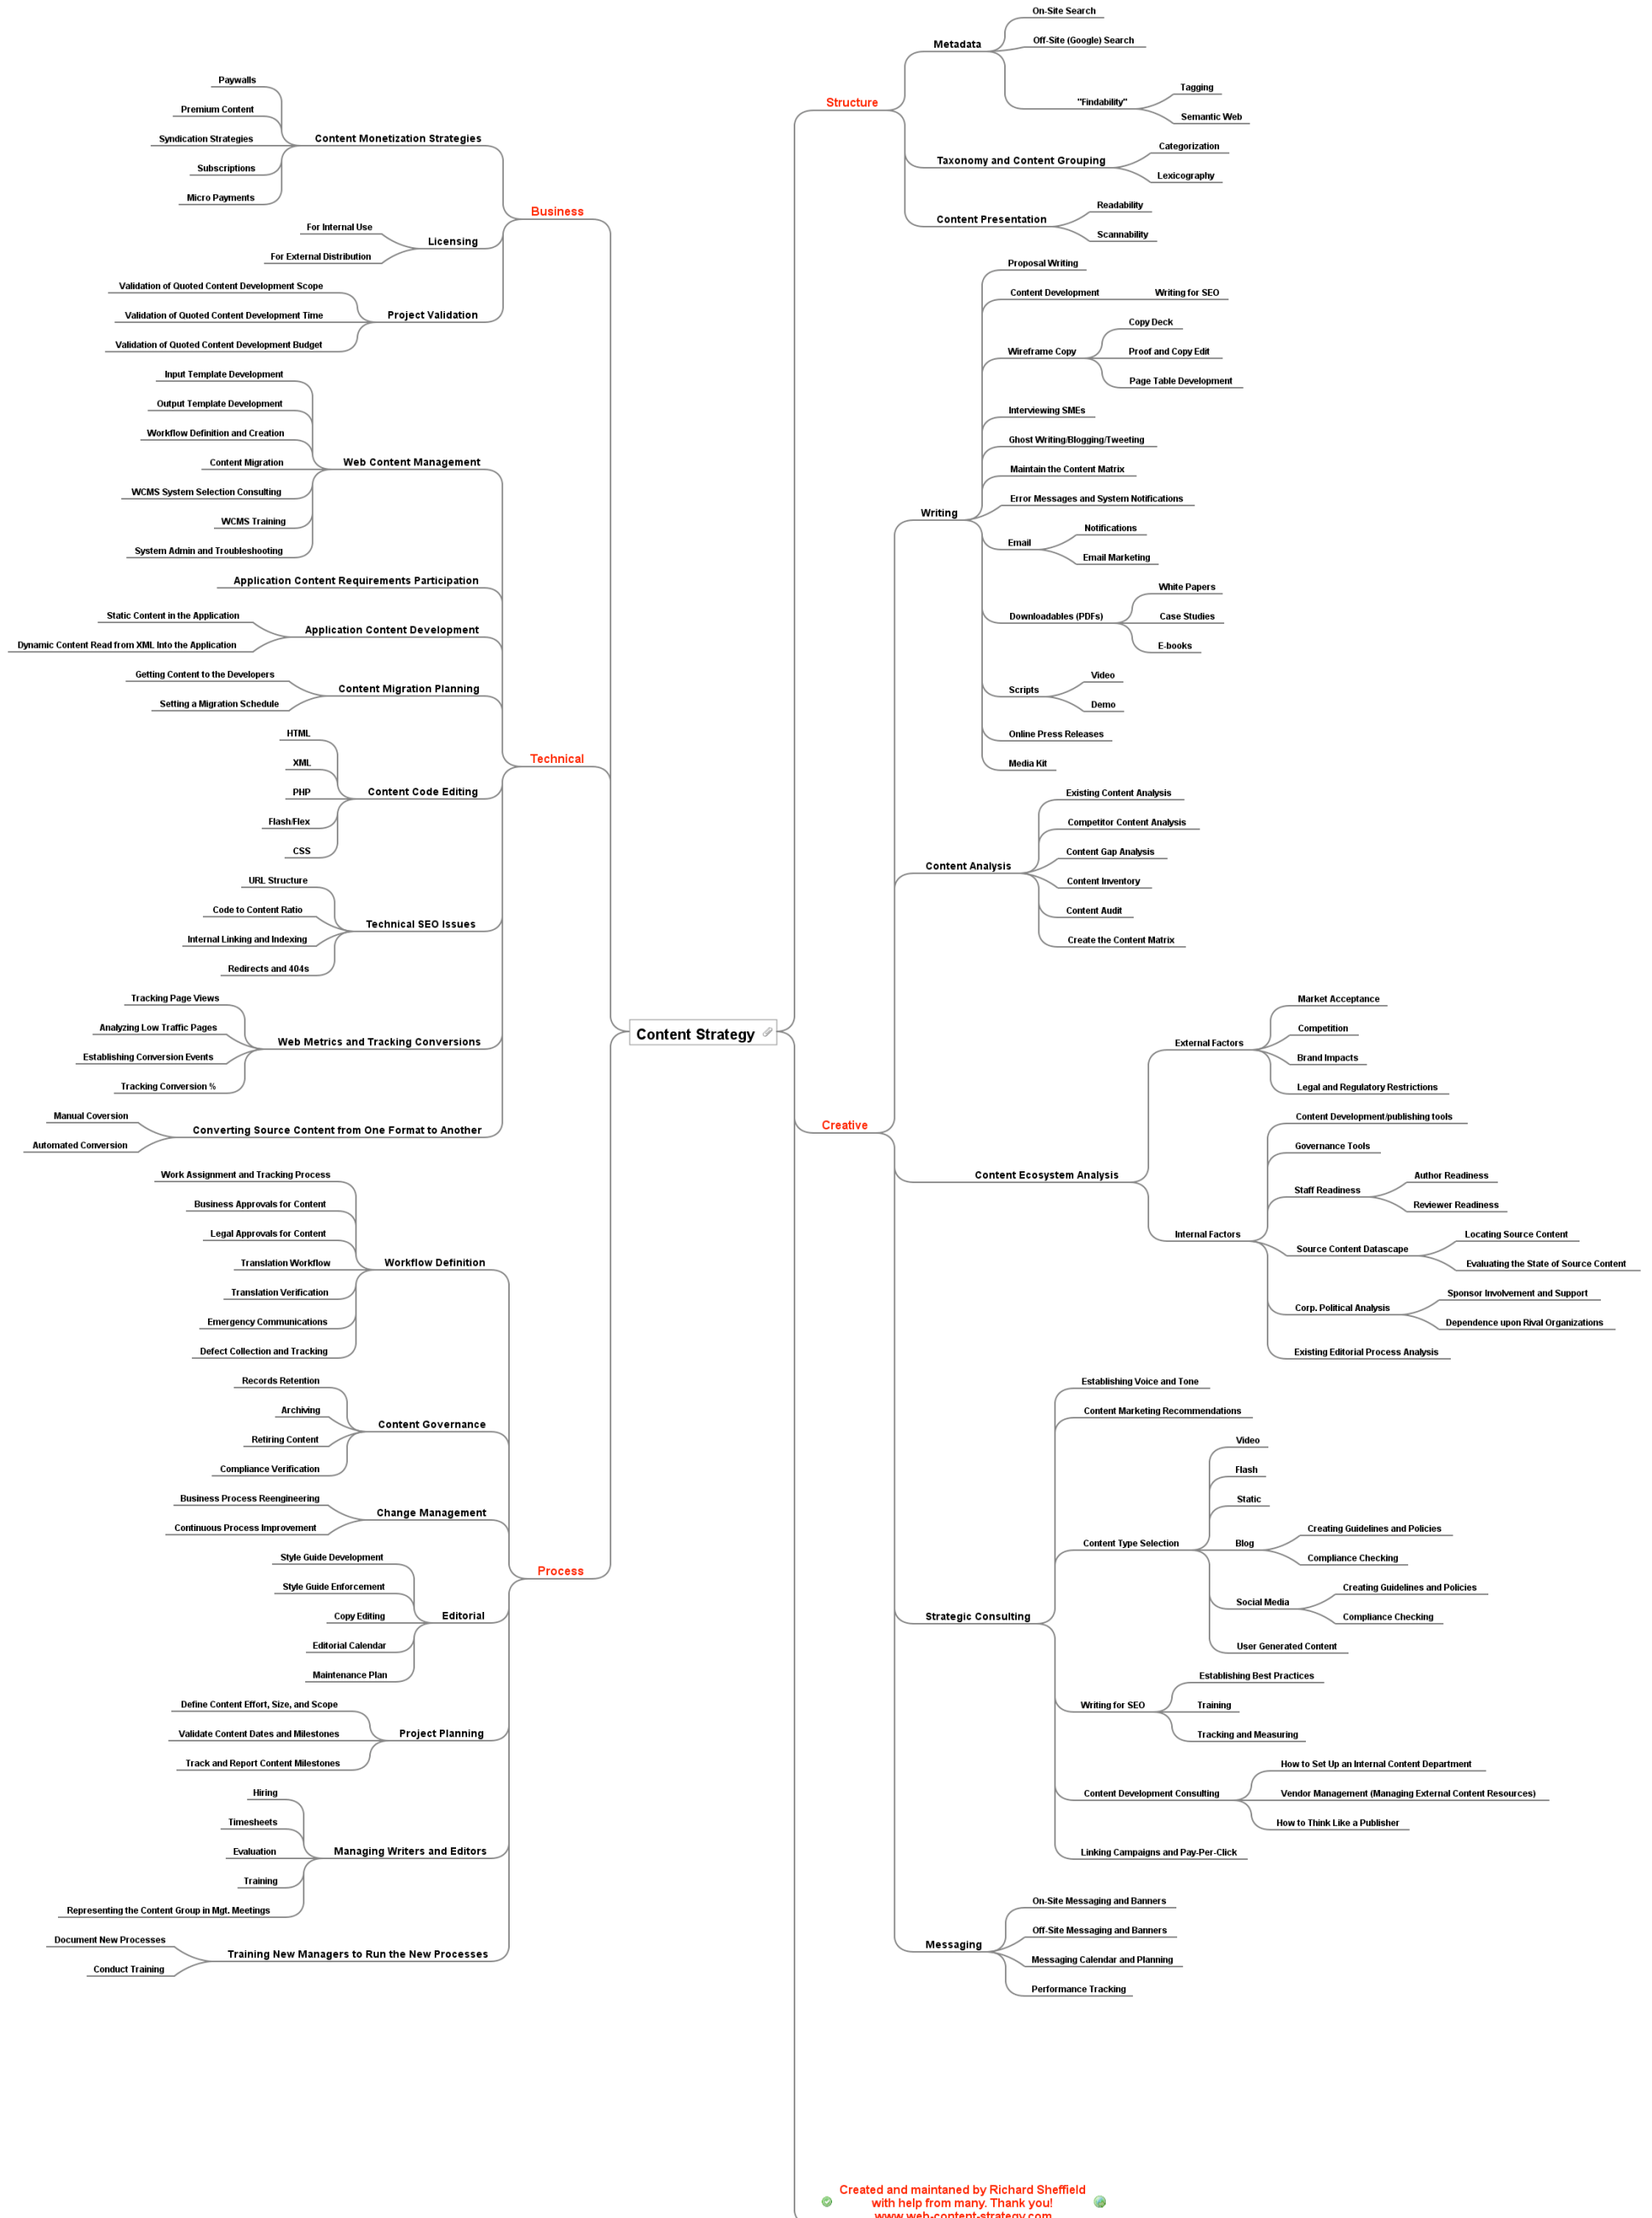 Content Strategy
Structure
Metadata
On-Site Search
Off-Site (Google) Search
"Findability"
Tagging
Semantic Web
Taxonomy and Content Grouping
Categorization
Lexicography
Content Presentation
Readability
Scannability
Creative
Writing
Proposal Writing
Content Development
Writing for SEO
Wireframe Copy
Copy Deck
Proof and Copy Edit
Page Table Development
Interviewing SMEs
Ghost Writing/Blogging/Tweeting
Maintain the Content Matrix
Error Messages and System Notifications
Email
Notifications
Email Marketing
Downloadables (PDFs)
White Papers
Case Studies
E-books
Scripts
Video
Demo
Online Press Releases
Media Kit
Content Analysis
Existing Content Analysis
Competitor Content Analysis
Content Gap Analysis
Content Inventory
Content Audit
Create the Content Matrix
Content Ecosystem Analysis
External Factors
Market Acceptance
Competition
Brand Impacts
Legal and Regulatory Restrictions
Internal Factors
Content Development/publishing tools
Governance Tools
Staff Readiness
Author Readiness
Reviewer Readiness
Source Content Datascape
Locating Source Content
Evaluating the State of Source Content
Corp. Political Analysis
Sponsor Involvement and Support
Dependence upon Rival Organizations
Existing Editorial Process Analysis
Strategic Consulting
Establishing Voice and Tone
Content Marketing Recommendations
Content Type Selection
Video
Flash
Static
Blog
Creating Guidelines and Policies
Compliance Checking
Social Media
Creating Guidelines and Policies
Compliance Checking
User Generated Content
Writing for SEO
Establishing Best Practices
Training
Tracking and Measuring
Content Development Consulting
How to Set Up an Internal Content Department
Vendor Management (Managing External Content Resources)
How to Think Like a Publisher
Linking Campaigns and Pay-Per-Click
Messaging
On-Site Messaging and Banners
Off-Site Messaging and Banners
Messaging Calendar and Planning
Performance Tracking
Created and maintaned by Richard Sheffield
with help from many. Thank you!
www.web-content-strategy.com
Business
Content Monetization Strategies
Paywalls
Premium Content
Syndication Strategies
Subscriptions
Micro Payments
Licensing
For Internal Use
For External Distribution
Project Validation
Validation of Quoted Content Development Scope
Validation of Quoted Content Development Time
Validation of Quoted Content Development Budget
Technical
Web Content Management
Input Template Development
Output Template Development
Workflow Definition and Creation
Content Migration
WCMS System Selection Consulting
WCMS Training
System Admin and Troubleshooting
Application Content Requirements Participation
Application Content Development
Static Content in the Application
Dynamic Content Read from XML Into the Application
Content Migration Planning
Getting Content to the Developers
Setting a Migration Schedule
Content Code Editing
HTML
XML
PHP
Flash/Flex
CSS
Technical SEO Issues
URL Structure
Code to Content Ratio
Internal Linking and Indexing
Redirects and 404s
Web Metrics and Tracking Conversions
Tracking Page Views
Analyzing Low Traffic Pages
Establishing Conversion Events
Tracking Conversion %
Converting Source Content from One Format to Another
Manual Coversion
Automated Conversion
Process
Workflow Definition
Work Assignment and Tracking Process
Business Approvals for Content
Legal Approvals for Content
Translation Workflow
Translation Verification
Emergency Communications
Defect Collection and Tracking
Content Governance
Records Retention
Archiving
Retiring Content
Compliance Verification
Change Management
Business Process Reengineering
Continuous Process Improvement
Editorial
Style Guide Development
Style Guide Enforcement
Copy Editing
Editorial Calendar
Maintenance Plan
Project Planning
Define Content Effort, Size, and Scope
Validate Content Dates and Milestones
Track and Report Content Milestones
Managing Writers and Editors
Hiring
Timesheets
Evaluation
Training
Representing the Content Group in Mgt. Meetings
Training New Managers to Run the New Processes
Document New Processes
Conduct Training